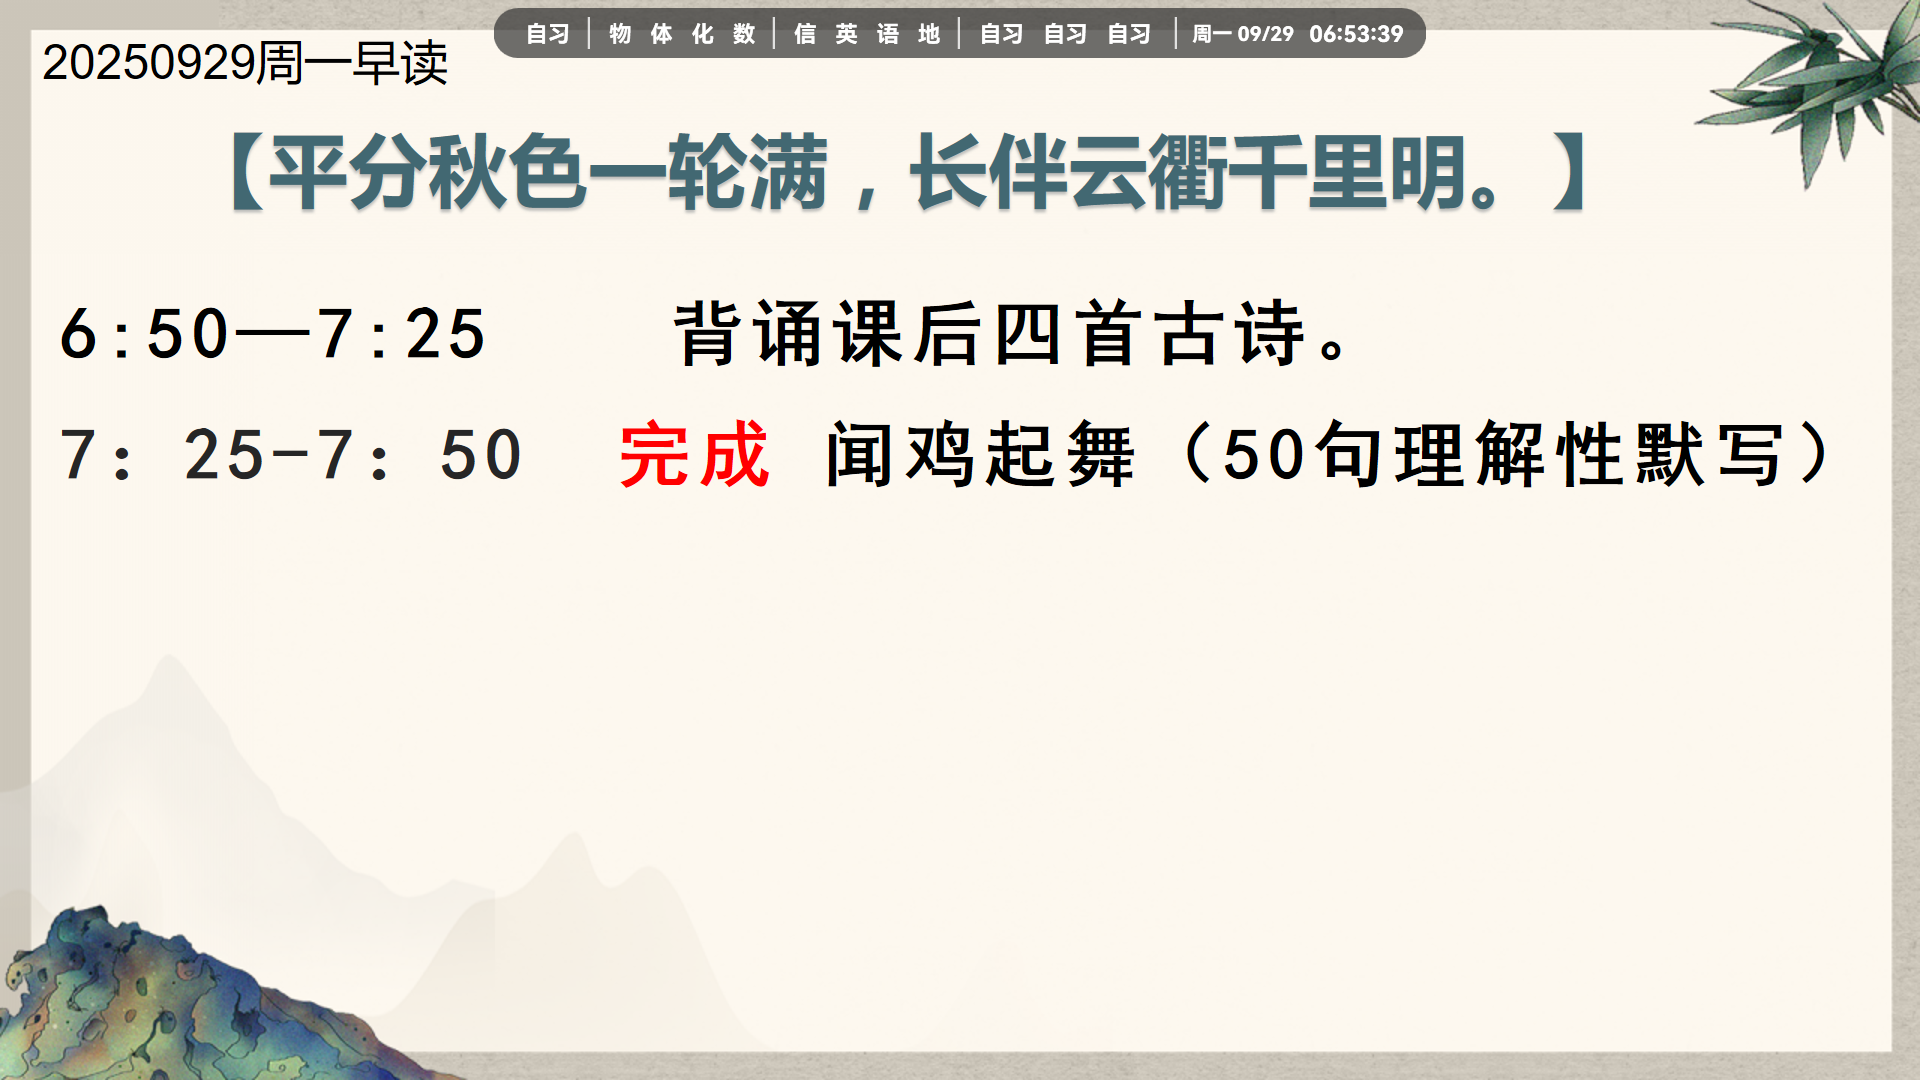 自习 | 物 体 化 数 | 信 英 语 地 | 自习 自习 自习 | 周一 09/29 06:53:39
20250929周一早读
【平分秋色一轮满，长伴云衢千里明。】
6:50—7:25 背诵课后四首古诗。
7：25-7：50 完成 闻鸡起舞（50句理解性默写）